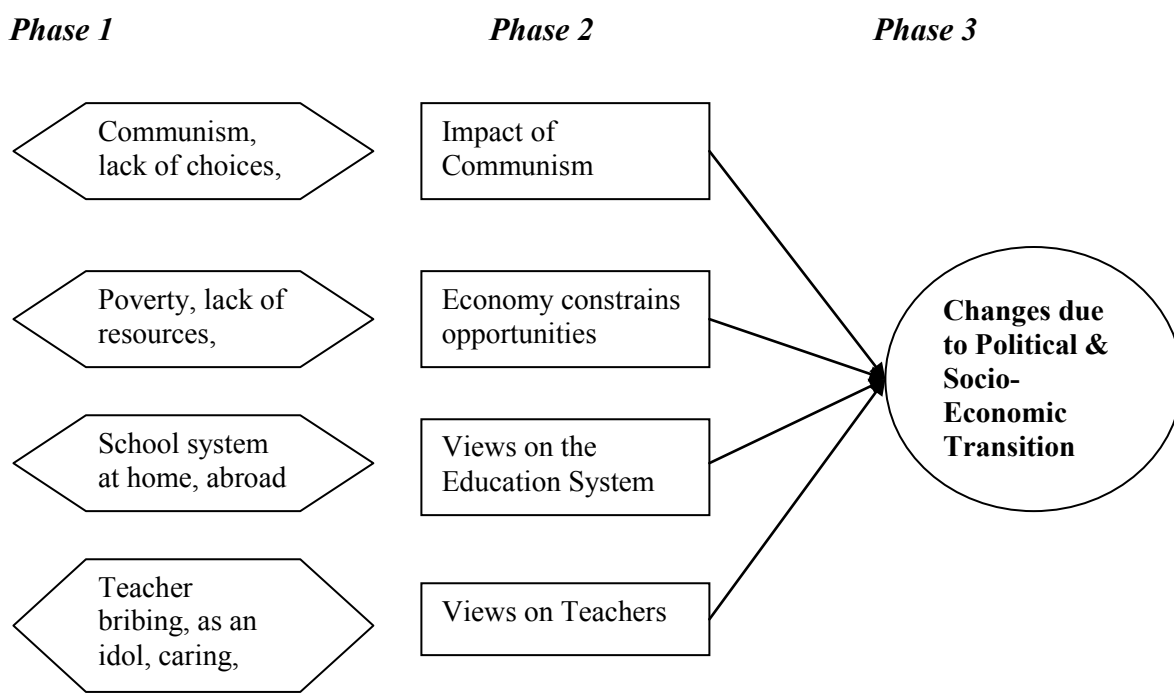 Phase 1
Phase 2
Phase 3
Communism,
lack of choices,
Impact of
Communism
Poverty, lack of
resources,
Economy constrains
opportunities
School system
at home, abroad
Views on the
Education System
Teacher
bribing, as an
idol, caring,
Views on Teachers
Changes due
to Political &
Socio-
Economic
Transition